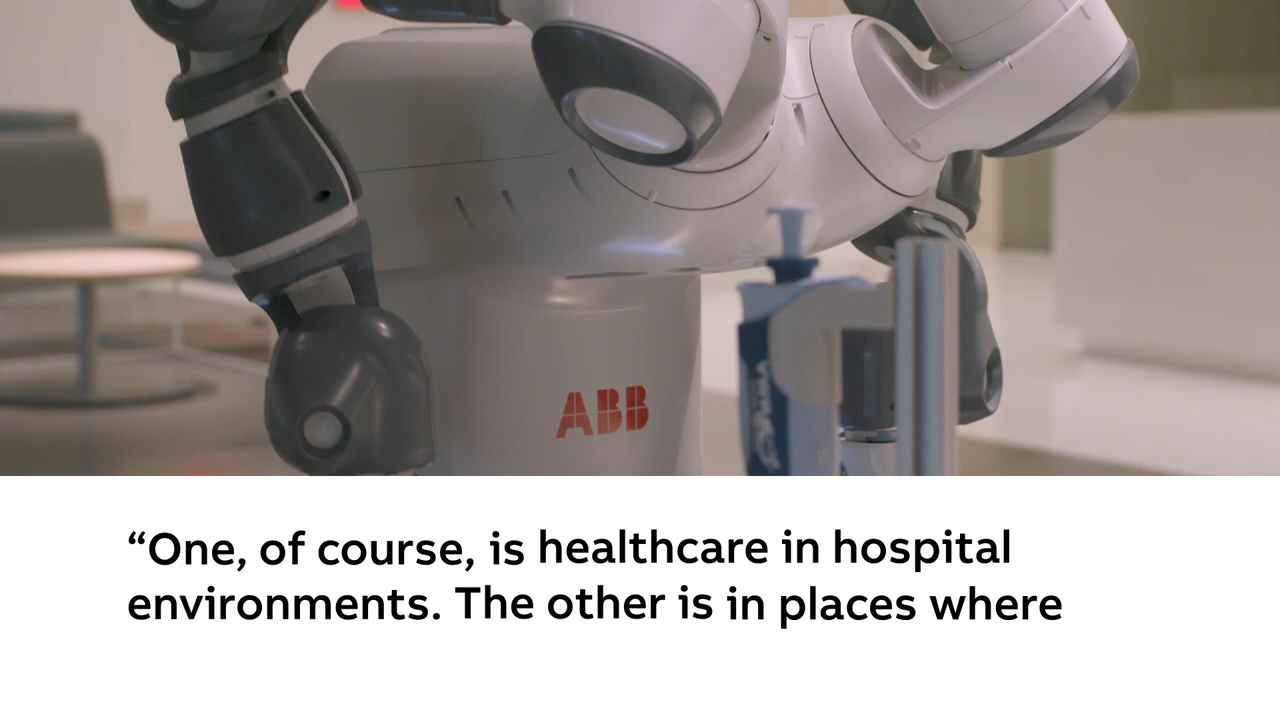 ABB
“One, of course, is healthcare in hospital
environments. The other is in places where